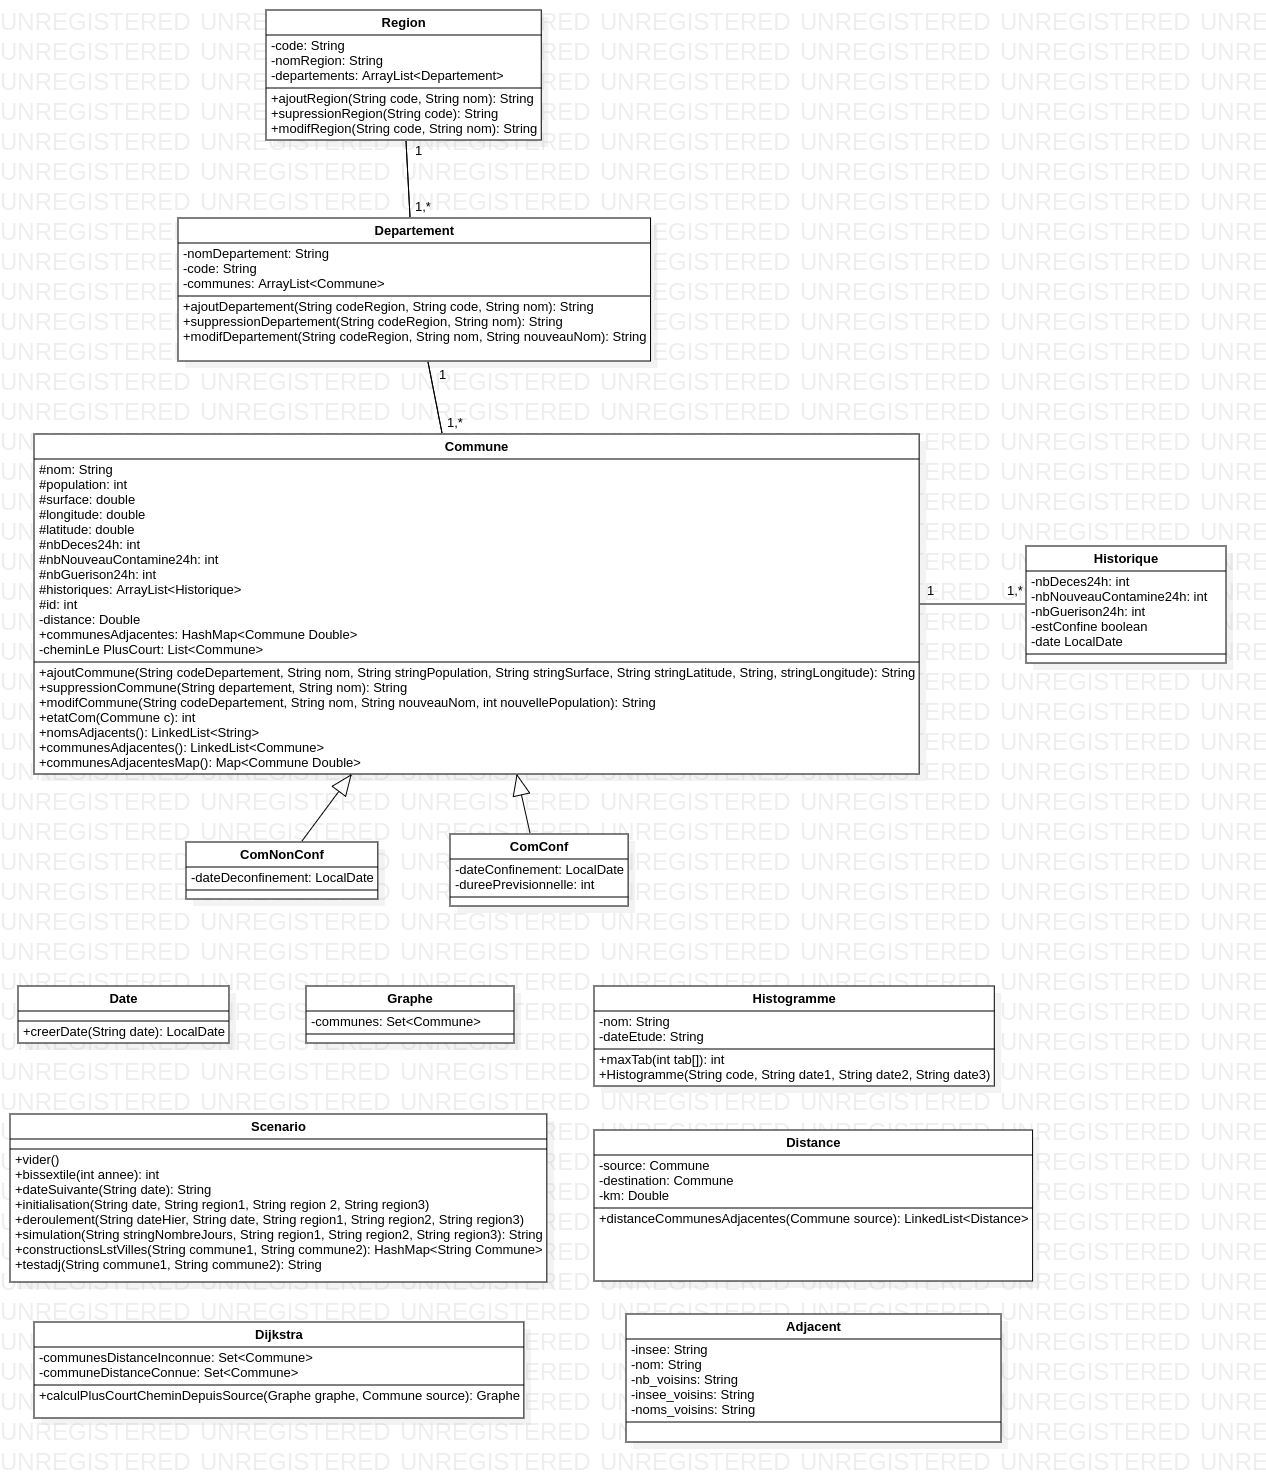 Region
-code: String
-nomRegion: String
-departements: ArrayList<Departement>
+ajoutRegion(String code, String nom): String
+supressionRegion(String code): String
+modifRegion(String code, String nom): String
1
1,*
Departement
-nomDepartement: String
-code: String
-communes: ArrayList<Commune>
+ajoutDepartement(String codeRegion, String code, String nom): String
+suppressionDepartement(String codeRegion, String nom): String
+modifDepartement(String codeRegion, String nom, String nouveauNom): String
1
1,*
Commune
#nom: String
#population: int
#surface: double
#longitude: double
#latitude: double
#nbDeces24h: int
#nbNouveauContamine24h: int
#nbGuerison24h: int
#historiques: ArrayList<Historique>
#id: int
-distance: Double
+communesAdjacentes: HashMap<Commune Double>
-cheminLe PlusCourt: List<Commune>
+ajoutCommune(String codeDepartement, String nom, String stringPopulation, String stringSurface, String stringLatitude, String, stringLongitude): String
+suppressionCommune(String departement, String nom): String
+modifCommune(String codeDepartement, String nom, String nouveauNom, int nouvellePopulation): String
+etatCom(Commune c): int
+nomsAdjacents(): LinkedList<String>
+communesAdjacentes(): LinkedList<Commune>
+communesAdjacentesMap(): Map<Commune Double>
1
1,*
Historique
-nbDeces24h: int
-nbNouveauContamine24h: int
-nbGuerison24h: int
-estConfine boolean
-date LocalDate
ComNonConf
-dateDeconfinement: LocalDate
ComConf
-dateConfinement: LocalDate
-dureePrevisionnelle: int
Date
+creerDate(String date): LocalDate
Graphe
-communes: Set<Commune>
Histogramme
-nom: String
-dateEtude: String
+maxTab(int tab[]): int
+Histogramme(String code, String date1, String date2, String date3)
Scenario
+vider()
+bissextile(int annee): int
+dateSuivante(String date): String
+initialisation(String date, String region1, String region 2, String region3)
+deroulement(String dateHier, String date, String region1, String region2, String region3)
+simulation(String stringNombreJours, String region1, String region2, String region3): String
+constructionsLstVilles(String commune1, String commune2): HashMap<String Commune>
+testadj(String commune1, String commune2): String
Distance
-source: Commune
-destination: Commune
-km: Double
+distanceCommunesAdjacentes(Commune source): LinkedList<Distance>
Dijkstra
-communesDistanceInconnue: Set<Commune>
-communeDistanceConnue: Set<Commune>
+calculPlusCourtCheminDepuisSource(Graphe graphe, Commune source): Graphe
Adjacent
-insee: String
-nom: String
-nb_voisins: String
-insee_voisins: String
-noms_voisins: String